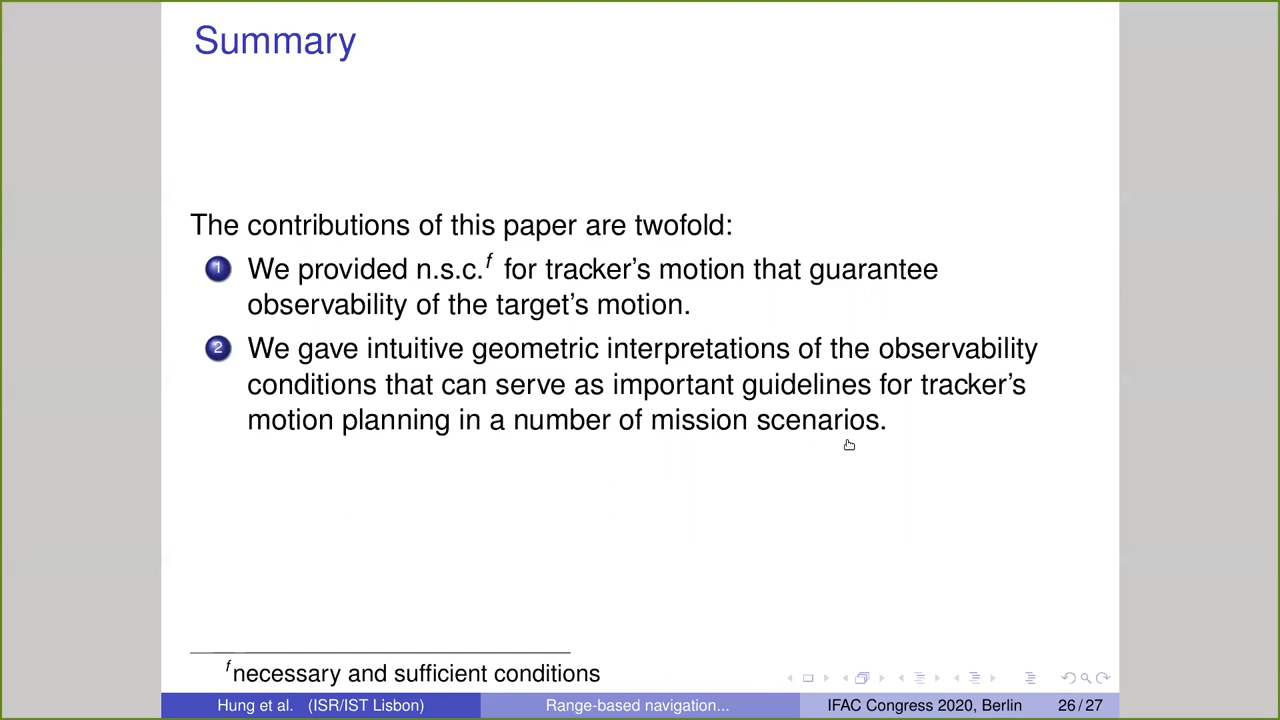 Summary
The contributions of this paper are twofold:
1 We provided n.s.c.f for tracker's motion that guarantee
observability of the target's motion.
2 We gave intuitive geometric interpretations of the observability
conditions that can serve as important guidelines for tracker's
motion planning in a number of mission scenarios.
f necessary and sufficient conditions
Hung et al. (ISR/IST Lisbon) Range-based navigation... IFAC Congress 2020, Berlin 26 / 27